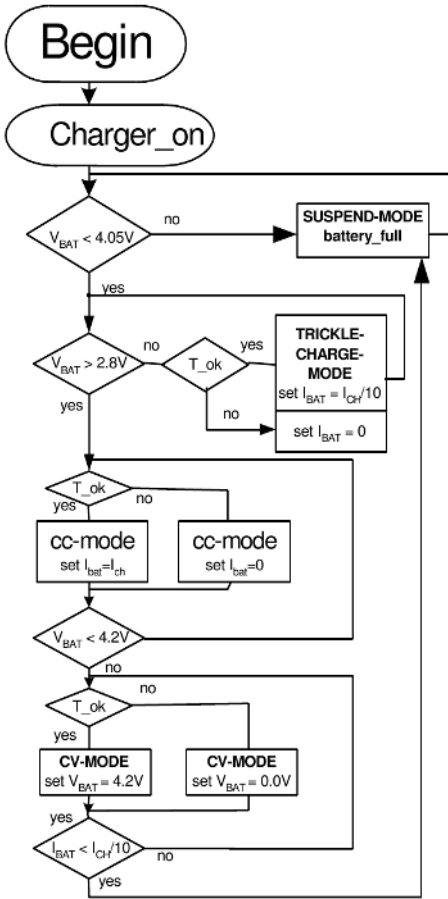 Begin
Charger_on
V_BAT < 4.05V
no
SUSPEND-MODE
battery_full
yes
V_BAT > 2.8V
no
T_ok
yes
TRICKLE-
CHARGE-
MODE
set I_BAT = I_CH/10
yes
no
set I_BAT = 0
T_ok
yes
no
cc-mode
set I_bat=I_ch
cc-mode
set I_bat=0
V_BAT < 4.2V
no
T_ok
no
yes
CV-MODE
set V_BAT = 4.2V
CV-MODE
set V_BAT = 0.0V
yes
I_BAT < I_CH/10
no
yes